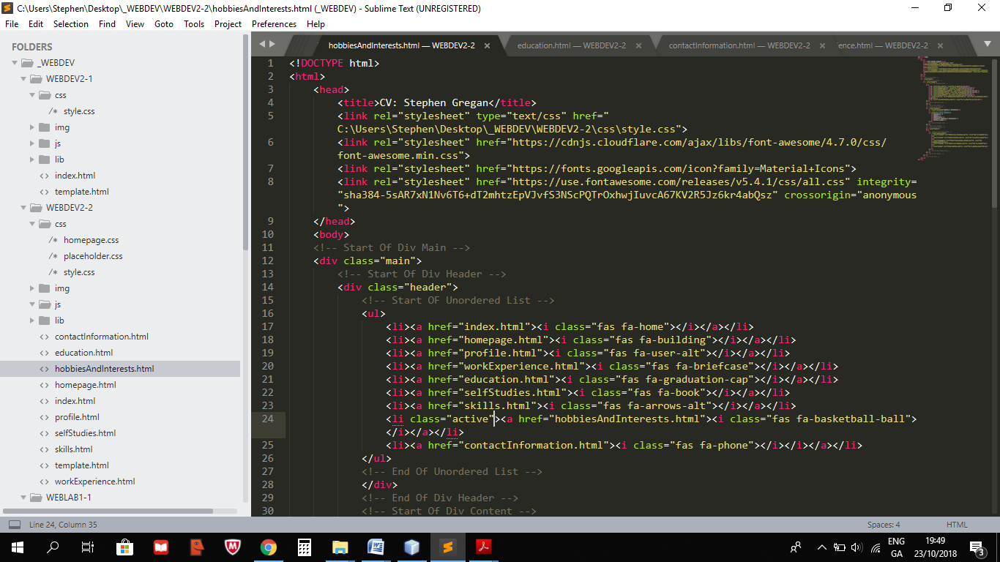 C:\Users\Stephen\Desktop\_WEBDEV\WEBDEV2-2\hobbiesAndInterests.html (_WEBDEV) - Sublime Text (UNREGISTERED)
File Edit Selection Find View Goto Tools Project Preferences Help
FOLDERS
_WEBDEV
WEBDEV2-1
css
/* style.css
img
js
lib
<> index.html
<> template.html
WEBDEV2-2
css
/* homepage.css
/* placeholder.css
/* style.css
img
js
lib
<> contactInformation.html
<> education.html
<> hobbiesAndInterests.html
<> homepage.html
<> index.html
<> profile.html
<> selfStudies.html
<> skills.html
<> template.html
<> workExperience.html
WEBLAB1-1
hobbiesAndInterests.html — WEBDEV2-2 × education.html — WEBDEV2-2 × contactInformation.html — WEBDEV2-2 × ence.html — WEBDEV2-2 ×
1 <!DOCTYPE html>
2 <html>
3 <head>
4 <title>CV: Stephen Gregan</title>
5 <link rel="stylesheet" type="text/css" href="
C:\Users\Stephen\Desktop\_WEBDEV\WEBDEV2-2\css\style.css">
6 <link rel="stylesheet" href="https://cdnjs.cloudflare.com/ajax/libs/font-awesome/4.7.0/css/
font-awesome.min.css">
7 <link rel="stylesheet" href="https://fonts.googleapis.com/icon?family=Material+Icons">
8 <link rel="stylesheet" href="https://use.fontawesome.com/releases/v5.4.1/css/all.css" integrity=
"sha384-5sAR7xN1Nv6T6+dT2mhtzEpVJvfS3NScPQTrOxhwjIuvcA67KV2R5Jz6kr4abQsz" crossorigin="anonymous
">
9 </head>
10 <body>
11 <!-- Start Of Div Main -->
12 <div class="main">
13 <!-- Start Of Div Header -->
14 <div class="header">
15 <!-- Start OF Unordered List -->
16 <ul>
17 <li><a href="index.html"><i class="fas fa-home"></i></a></li>
18 <li><a href="homepage.html"><i class="fas fa-building"></i></a></li>
19 <li><a href="profile.html"><i class="fas fa-user-alt"></i></a></li>
20 <li><a href="workExperience.html"><i class="fas fa-briefcase"></i></a></li>
21 <li><a href="education.html"><i class="fas fa-graduation-cap"></i></a></li>
22 <li><a href="selfStudies.html"><i class="fas fa-book"></i></a></li>
23 <li><a href="skills.html"><i class="fas fa-arrows-alt"></i></a></li>
24 <li class="active"><a href="hobbiesAndInterests.html"><i class="fas fa-basketball-ball">
</i></a></li>
25 <li><a href="contactInformation.html"><i class="fas fa-phone"></i></i></a></li>
26 </ul>
27 <!-- End Of Unordered List -->
28 </div>
29 <!-- End Of Div Header -->
30 <!-- Start Of Div Content -->
Line 24, Column 35 Spaces: 4 HTML
ENG
GA
19:49
23/10/2018
3